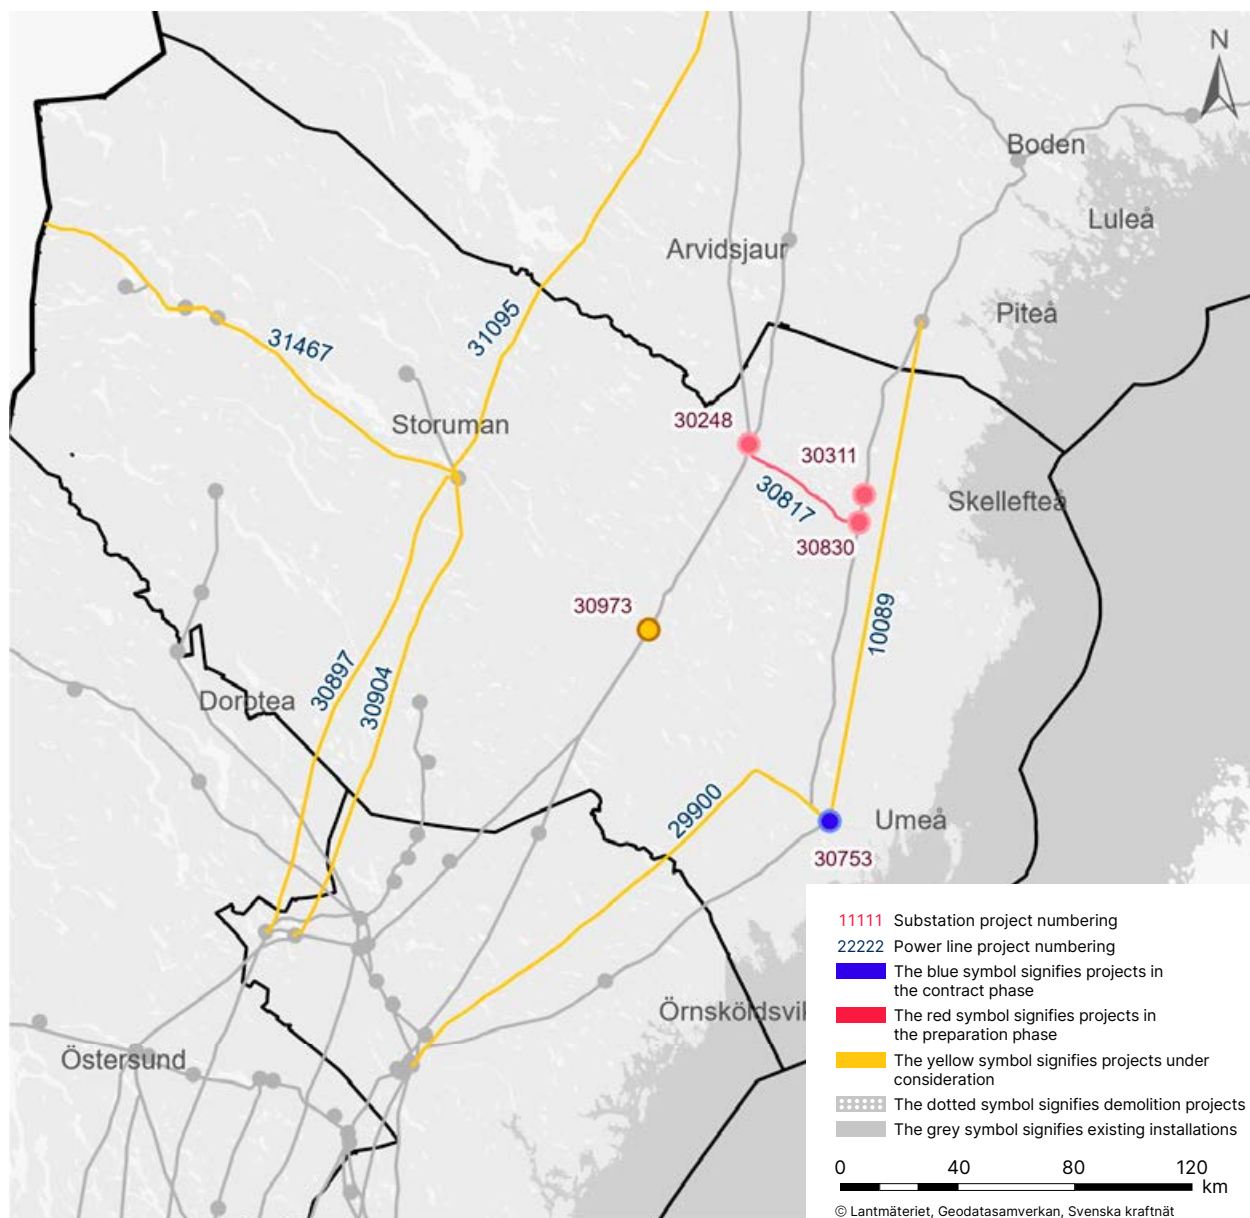 N
Boden
Luleå
Arvidsjaur
Piteå
31095
31467
Storuman
30248
30311
30817
Skellefteå
30830
30973
10089
30897
30904
Dorotea
29900
Umeå
30753
Örnsköldsvik
Östersund
11111 Substation project numbering
22222 Power line project numbering
The blue symbol signifies projects in
the contract phase
The red symbol signifies projects in
the preparation phase
The yellow symbol signifies projects under
consideration
The dotted symbol signifies demolition projects
The grey symbol signifies existing installations
0 40 80 120
km
© Lantmäteriet, Geodatasamverkan, Svenska kraftnät